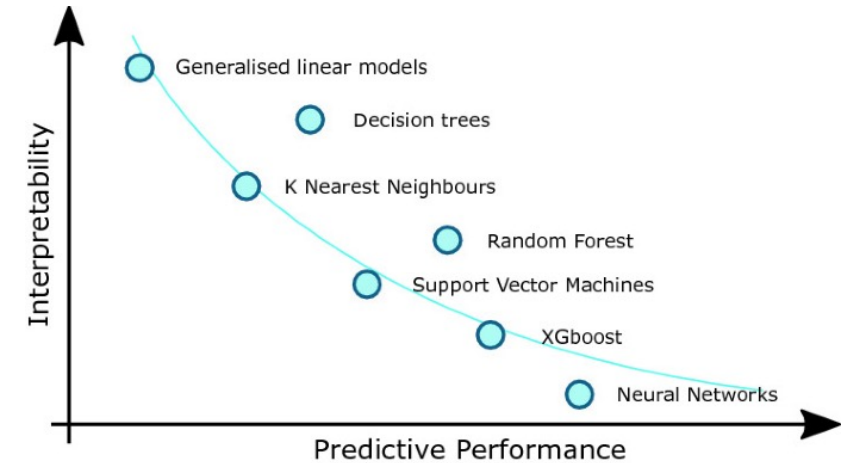 Generalised linear models
Decision trees
K Nearest Neighbours
Random Forest
Support Vector Machines
XGboost
Neural Networks
Interpretability
Predictive Performance